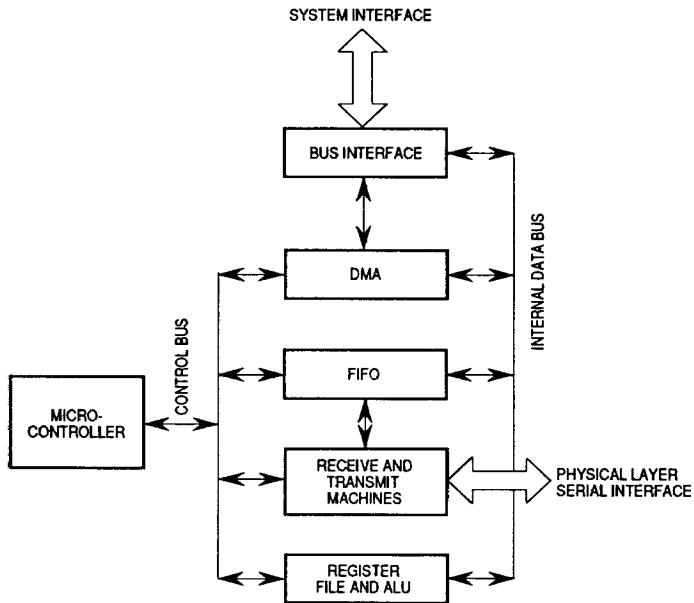 SYSTEM INTERFACE
BUS INTERFACE
DMA
INTERNAL DATA BUS
CONTROL BUS
FIFO
MICRO-
CONTROLLER
RECEIVE AND
TRANSMIT
MACHINES
PHYSICAL LAYER
SERIAL INTERFACE
REGISTER
FILE AND ALU